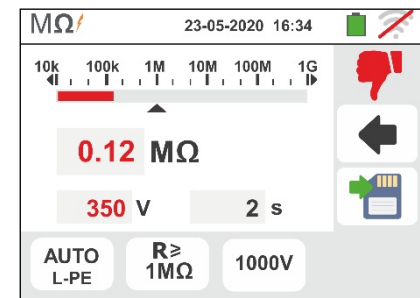 MΩ 23-05-2020 16:34
10k 100k 1M 10M 100M 1G
0.12 MΩ
350 V 2 s
AUTO
L-PE
R≥
1MΩ
1000V